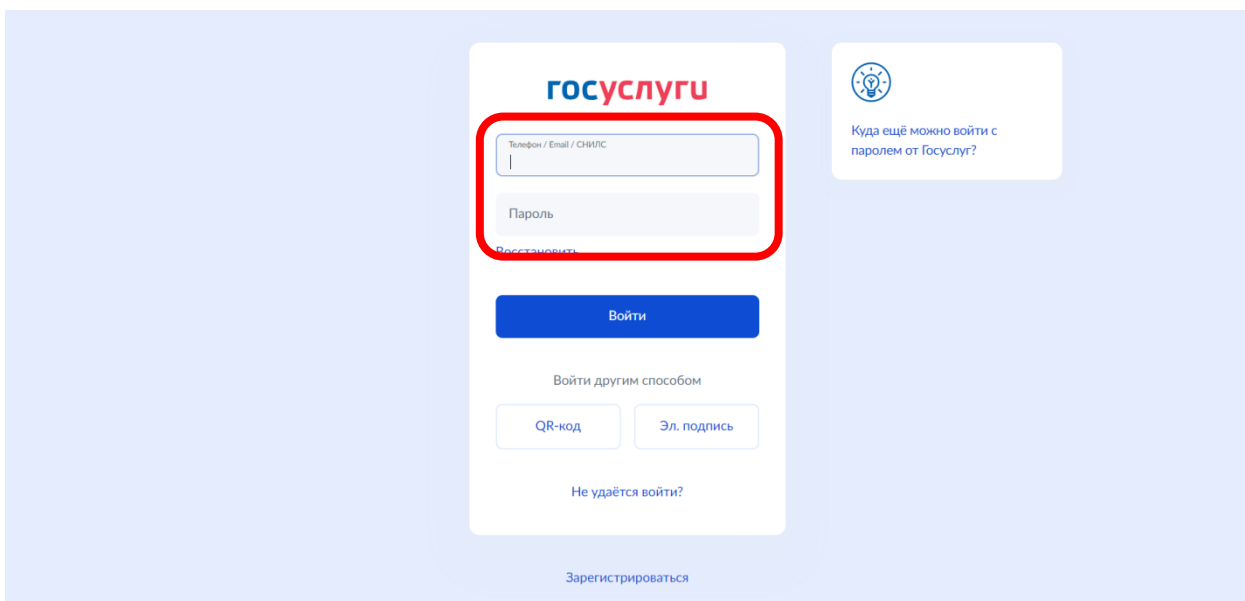 госуслуги
Телефон / Email / СНИЛС
Пароль
Восстановить
Войти
Войти другим способом
QR-код
Эл. подпись
Не удаётся войти?
Зарегистрироваться
Куда ещё можно войти с
паролем от Госуслуг?